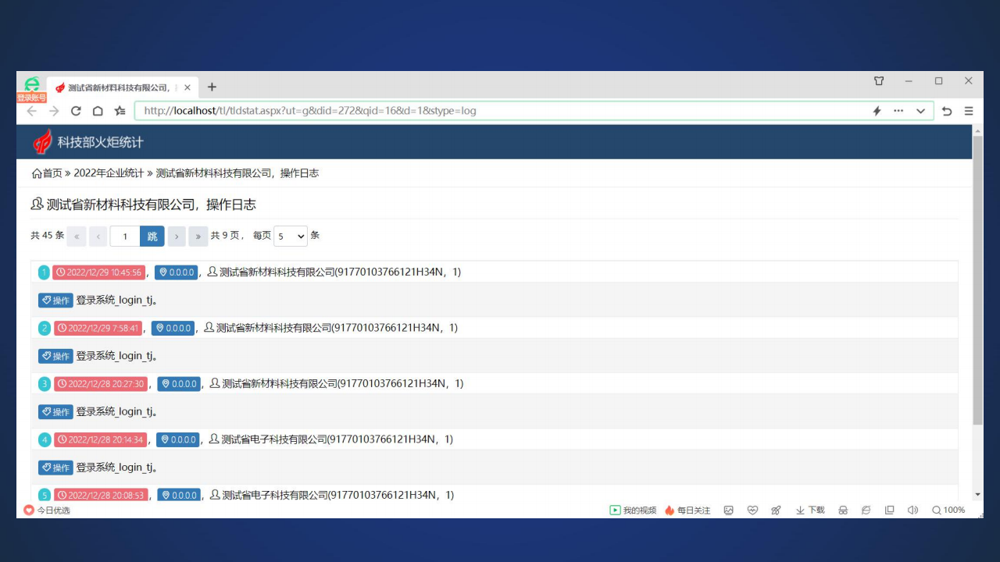 登录账号
测试省新材料科技有限公司,
http://localhost/tl/tldstat.aspx?ut=g&did=272&qid=16&d=1&stype=log
科技部火炬统计
首页 » 2022年企业统计 » 测试省新材料科技有限公司，操作日志
测试省新材料科技有限公司，操作日志
共 45 条 « ‹ 1 跳 › » 共 9 页， 每页 5 条
1 2022/12/29 10:45:56 ， 0.0.0.0 ， 测试省新材料科技有限公司(91770103766121H34N，1)
操作 登录系统_login_tj。
2 2022/12/29 7:58:41 ， 0.0.0.0 ， 测试省新材料科技有限公司(91770103766121H34N，1)
操作 登录系统_login_tj。
3 2022/12/28 20:27:30 ， 0.0.0.0 ， 测试省新材料科技有限公司(91770103766121H34N，1)
操作 登录系统_login_tj。
4 2022/12/28 20:14:34 ， 0.0.0.0 ， 测试省电子科技有限公司(91770103766121H34N，1)
操作 登录系统_login_tj。
5 2022/12/28 20:08:53 ， 0.0.0.0 ， 测试省电子科技有限公司(91770103766121H34N，1)
今日优选 我的视频 每日关注 下载 100%